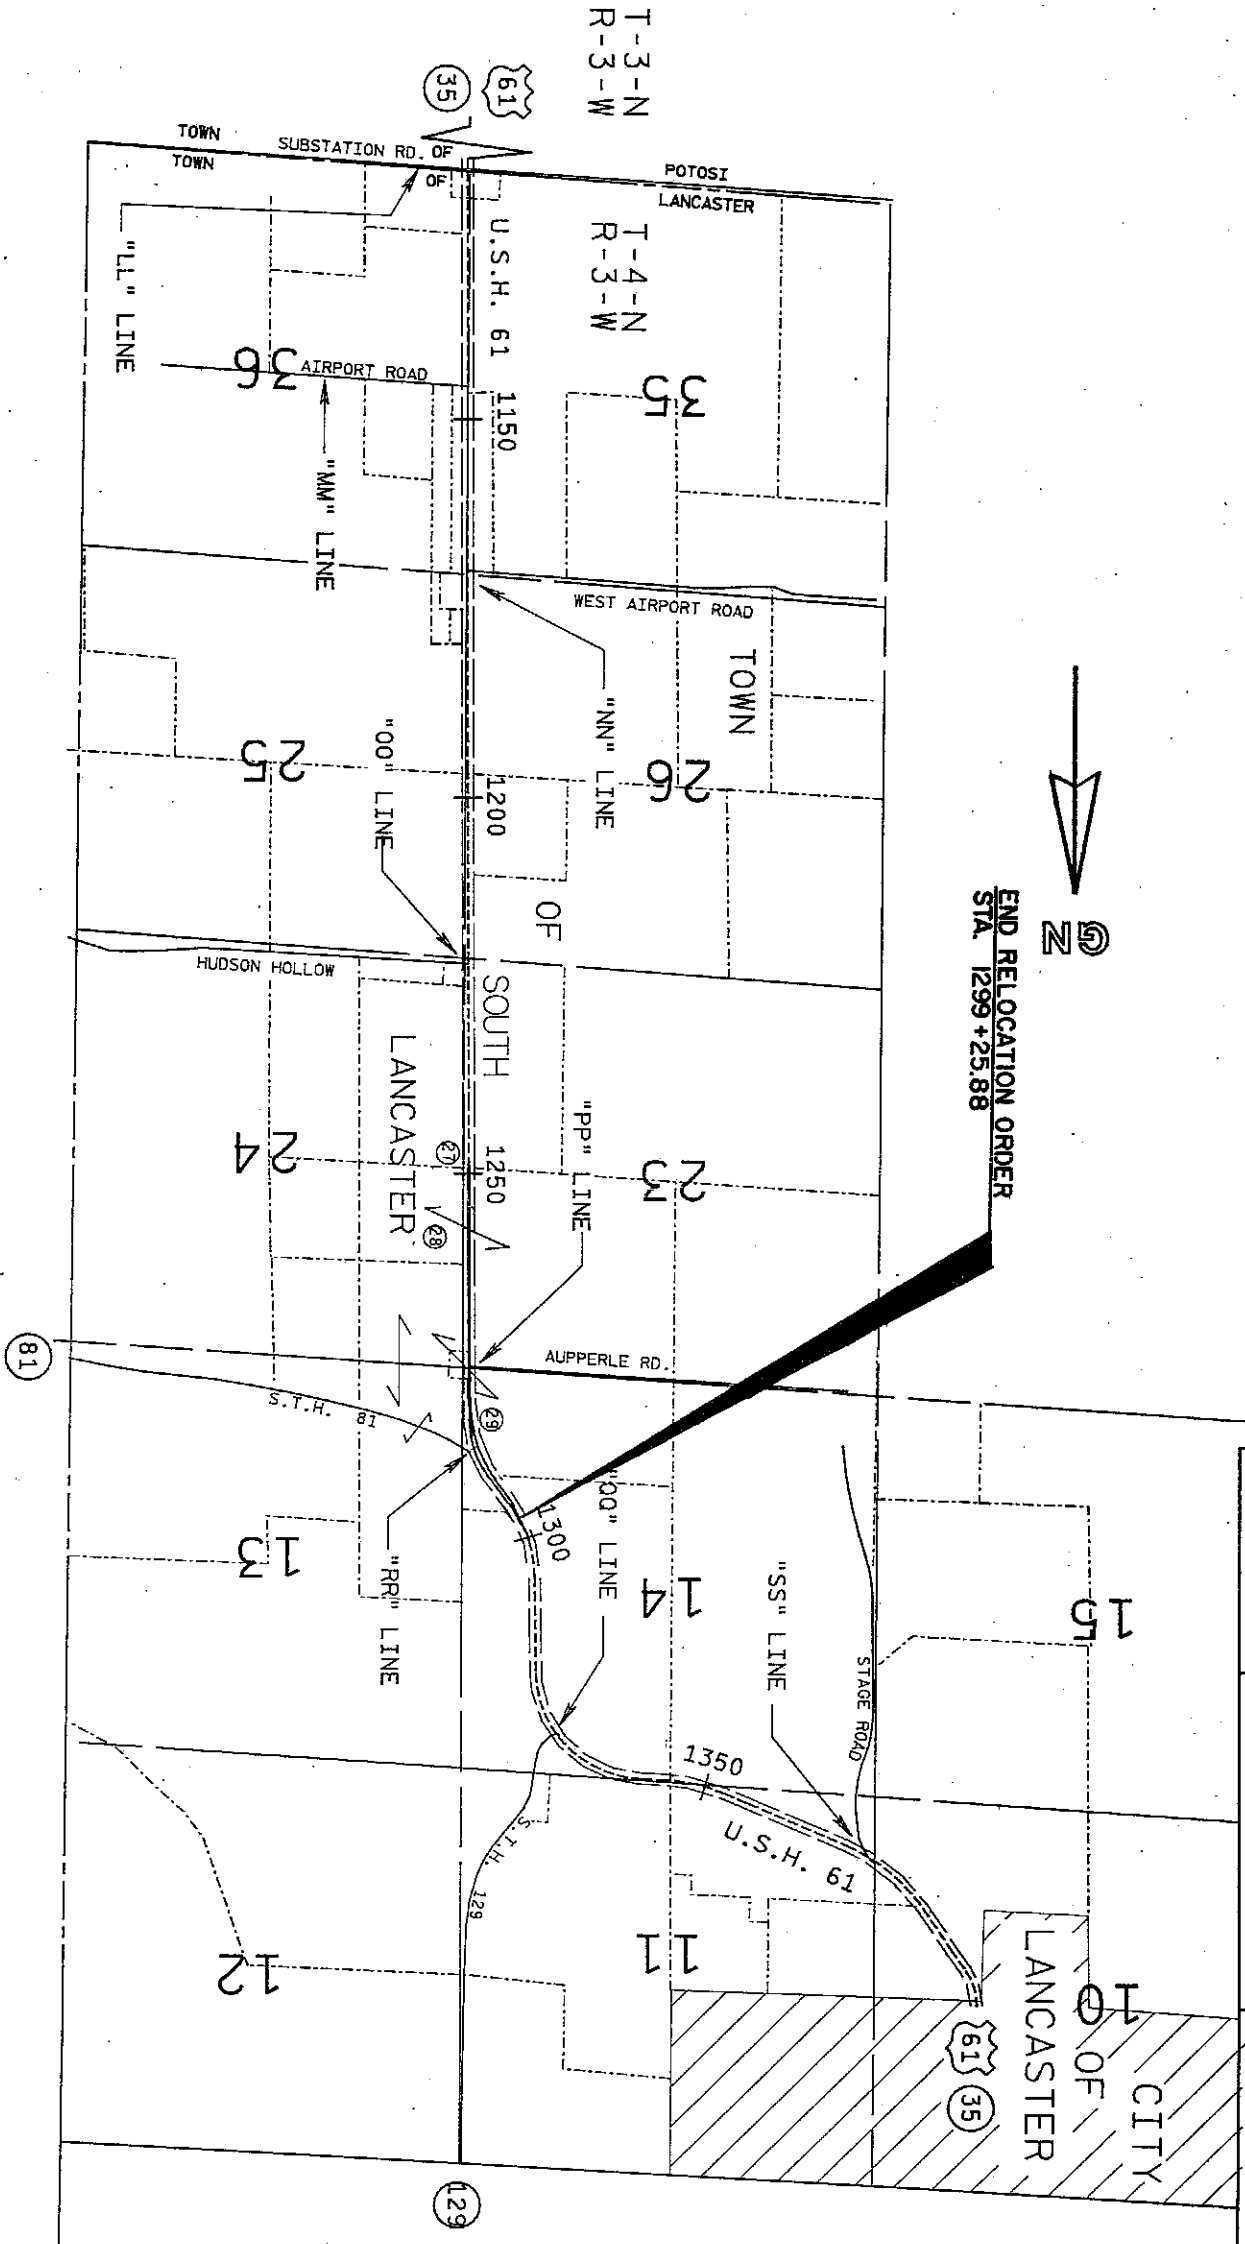 T-3-N
R-3-W
61
35
TOWN OF POTOSI
SUBSTATION RD.
TOWN OF LANCASTER
T-4-N
R-3-W
"LL" LINE
U.S.H. 61
36
AIRPORT ROAD
35
1150
"MM" LINE
WEST AIRPORT ROAD
"NN" LINE
TOWN
OF
SOUTH
LANCASTER
25
26
1200
"OO" LINE
HUDSON HOLLOW
GN
END RELOCATION ORDER
STA. 1299+25.88
24
23
27
1250
28
"PP" LINE
81
AUPPERLE RD.
S.T.H. 81
29
"RR" LINE
1300
"QQ" LINE
13
14
15
"SS" LINE
STAGE ROAD
1350
U.S.H. 61
S.T.H. 129
12
11
10
CITY
OF
LANCASTER
61
35
129